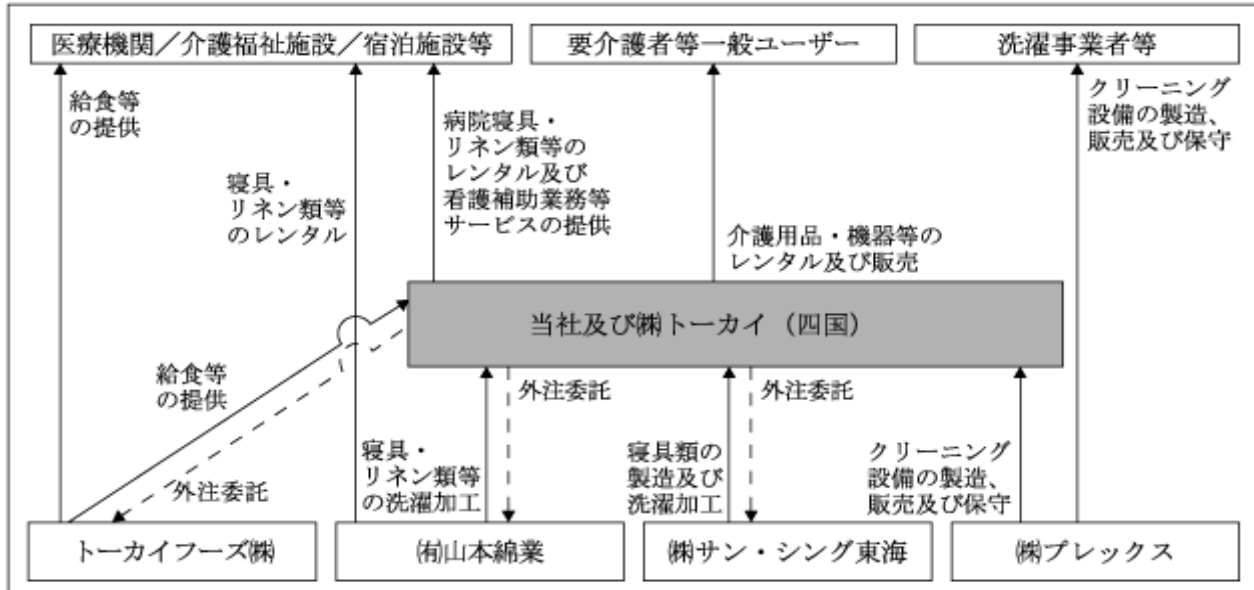 医療機関／介護福祉施設／宿泊施設等
要介護者等一般ユーザー
洗濯事業者等
給食等
の提供
寝具・
リネン類等
のレンタル
病院寝具・
リネン類等の
レンタル及び
看護補助業務等
サービスの提供
介護用品・機器等の
レンタル及び販売
クリーニング
設備の製造、
販売及び保守
当社及び㈱トーカイ（四国）
給食等
の提供
外注委託
寝具・
リネン類等
の洗濯加工
外注委託
寝具類の
製造及び
洗濯加工
外注委託
クリーニング
設備の製造、
販売及び保守
トーカイフーズ㈱
㈲山本綿業
㈱サン・シング東海
㈱プレックス